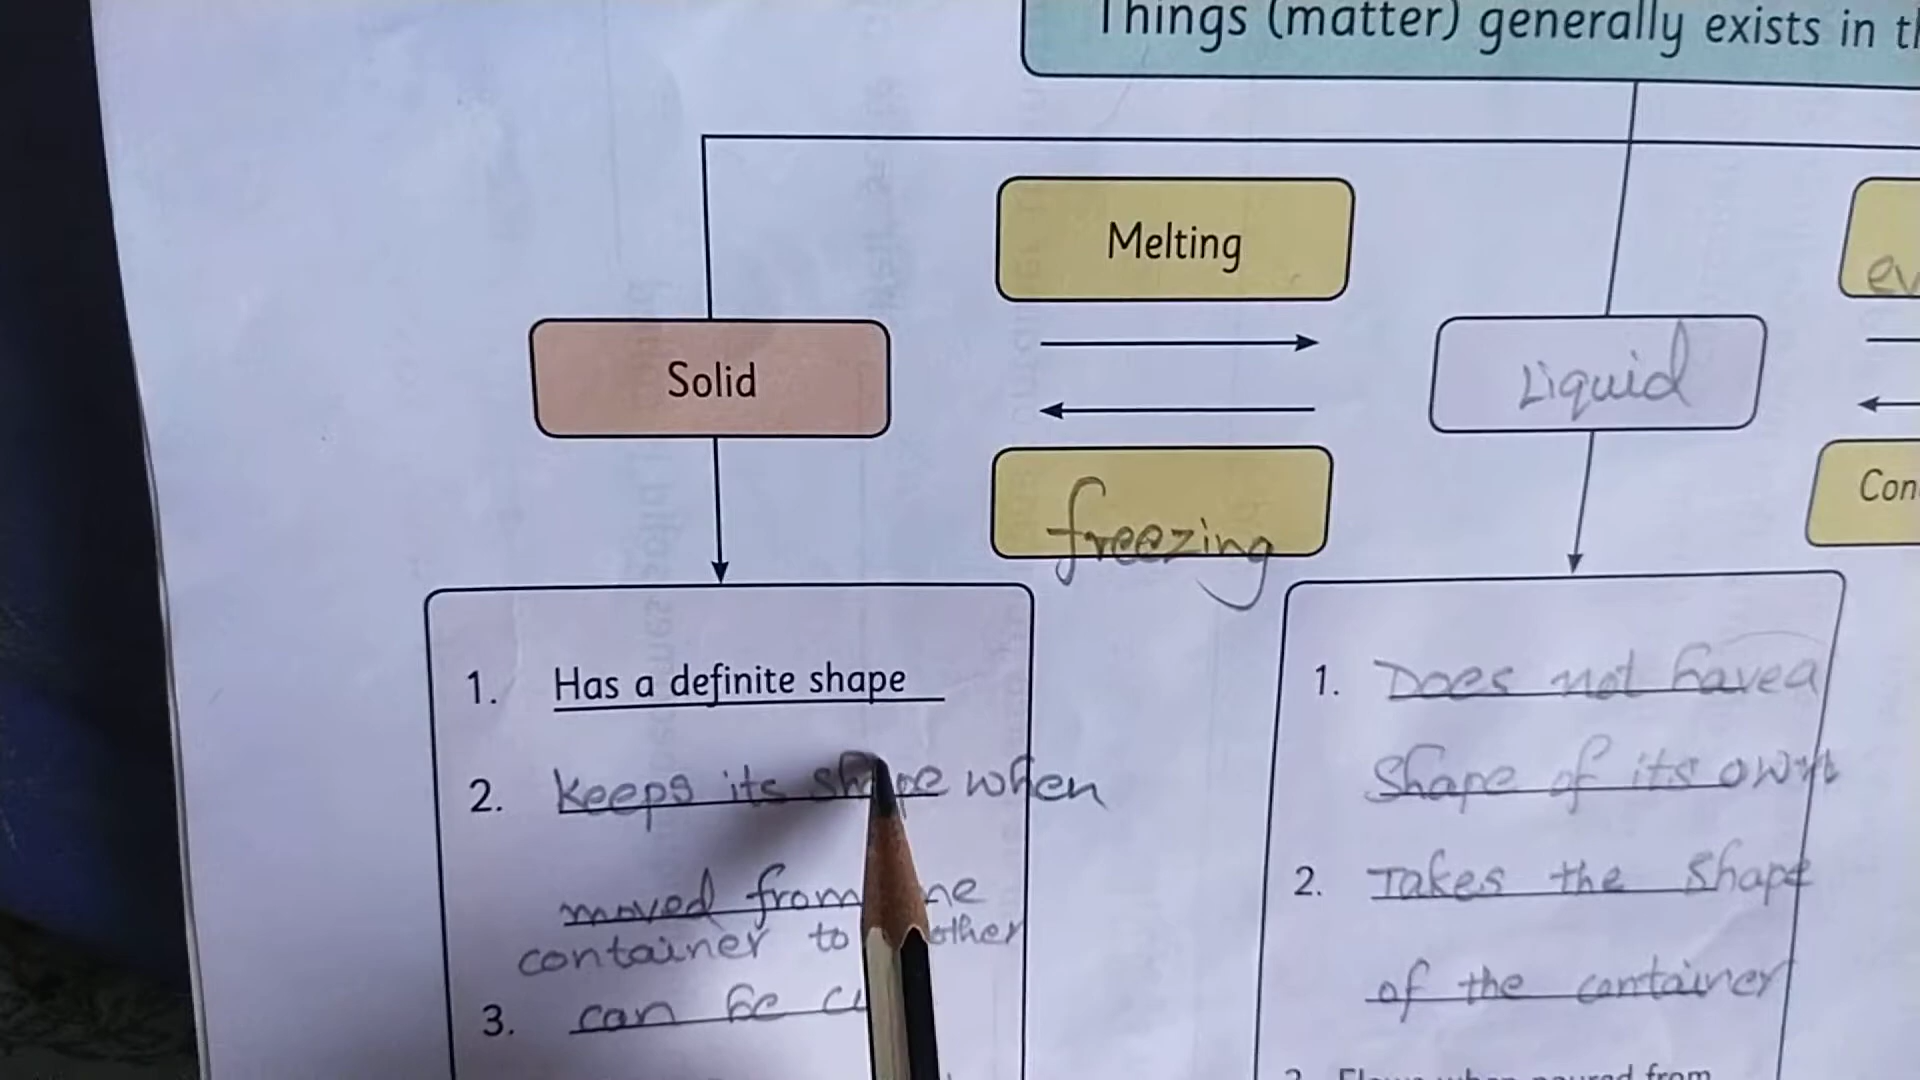 Things (matter) generally exists in
Melting
ev
Solid
Liquid
Con
freezing
1. Has a definite shape
2. keeps its shape when
moved from
container to
3. can be
1. Does not have a
shape of its own
2. Takes the shape
of the container